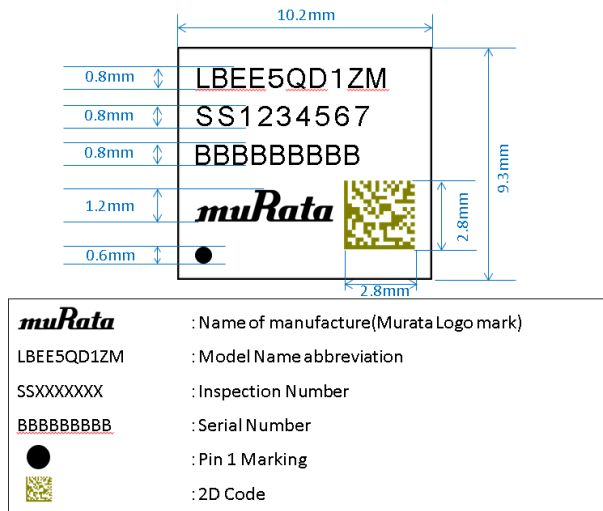 10.2mm
0.8mm
LBEE5QD1ZM
0.8mm
SS1234567
0.8mm
BBBBBBBBB
9.3mm
1.2mm
muRata
2.8mm
0.6mm
2.8mm
muRata : Name of manufacture(Murata Logo mark)
LBEE5QD1ZM : Model Name abbreviation
SSXXXXXXX : Inspection Number
BBBBBBBBB : Serial Number
: Pin 1 Marking
: 2D Code